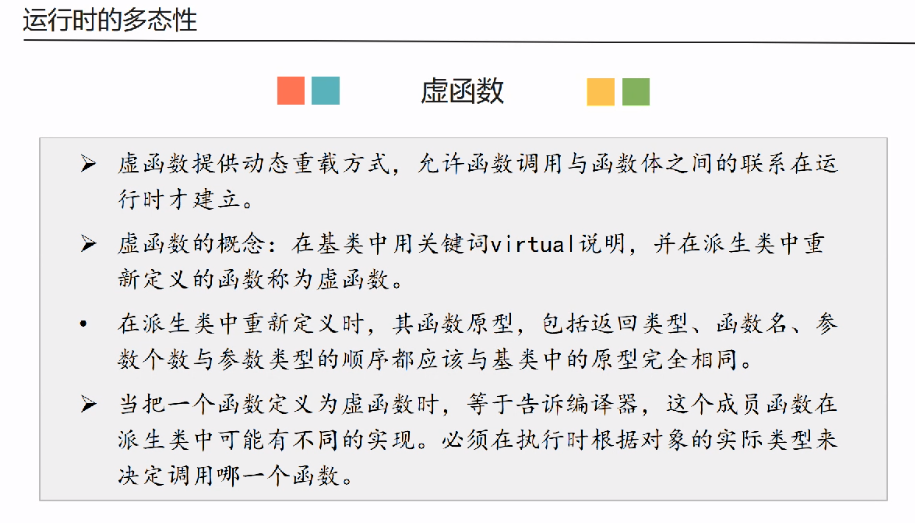 运行时的多态性
虚函数
➢ 虚函数提供动态重载方式，允许函数调用与函数体之间的联系在运
行时才建立。
➢ 虚函数的概念：在基类中用关键词virtual说明，并在派生类中重
新定义的函数称为虚函数。
• 在派生类中重新定义时，其函数原型，包括返回类型、函数名、参
数个数与参数类型的顺序都应该与基类中的原型完全相同。
➢ 当把一个函数定义为虚函数时，等于告诉编译器，这个成员函数在
派生类中可能有不同的实现。必须在执行时根据对象的实际类型来
决定调用哪一个函数。